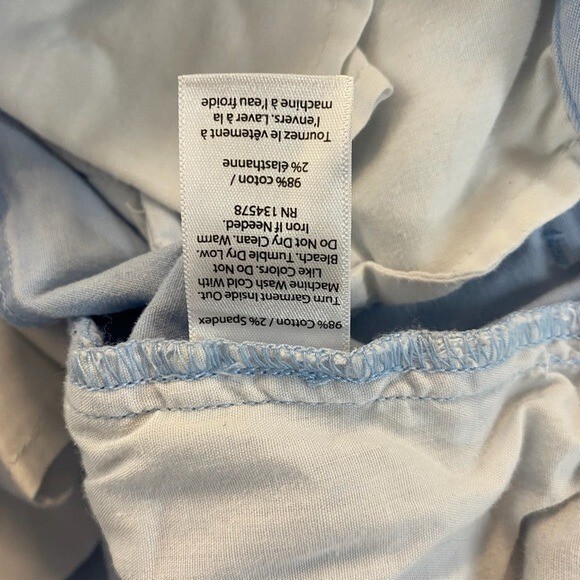 98% Cotton / 2% Spandex
Turn Garment Inside Out
Machine Wash Cold With
Like Colors. Do Not
Bleach. Tumble Dry Low.
Do Not Dry Clean. Warm
Iron If Needed.
RN 134578
98% coton /
2% élasthanne
Tournez le vêtement à
l'envers. Laver à la
machine à l'eau froide